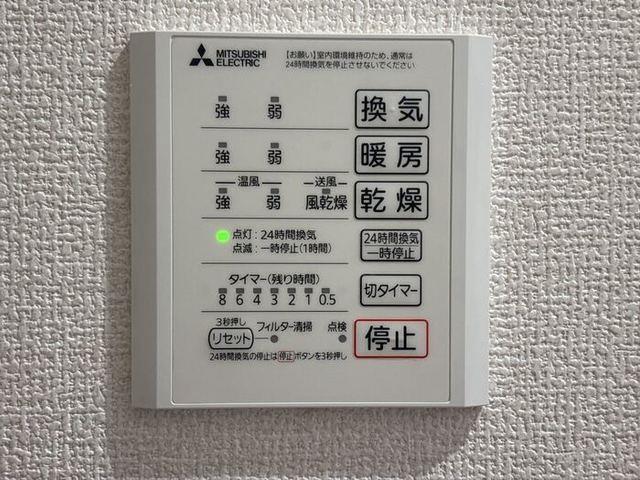 MITSUBISHI
ELECTRIC
【お願い】室内環境維持のため、通常は
24時間換気を停止させないでください
強 弱 換気
強 弱 暖房
温風 送風
強 弱 風乾燥 乾燥
点灯：24時間換気
点滅：一時停止(1時間)
24時間換気
一時停止
タイマー(残り時間)
8 6 4 3 2 1 0.5
切タイマー
3秒押し
リセット フィルター清掃 点検
停止
24時間換気の停止は停止ボタンを3秒押し